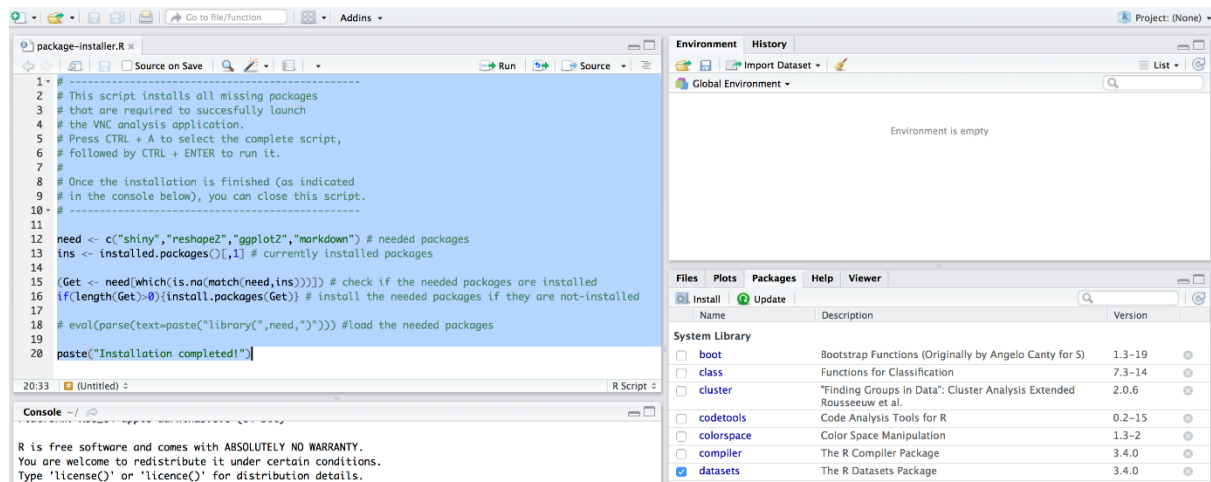 Go to file/function
Addins
Project: (None)
package-installer.R
Source on Save
Run
Source
1 # ------------------------------------------------
2 # This script installs all missing packages
3 # that are required to succesfully launch
4 # the VNC analysis application.
5 # Press CTRL + A to select the complete script,
6 # followed by CTRL + ENTER to run it.
7 #
8 # Once the installation is finished (as indicated
9 # in the console below), you can close this script.
10 # ------------------------------------------------
11
12 need <- c("shiny","reshape2","ggplot2","markdown") # needed packages
13 ins <- installed.packages()[,1] # currently installed packages
14
15 (Get <- need[which(is.na(match(need,ins)))]) # check if the needed packages are installed
16 if(length(Get)>0){install.packages(Get)} # install the needed packages if they are not-installed
17
18 # eval(parse(text=paste("library(",need,")"))) #load the needed packages
19
20 paste("Installation completed!")
20:33 (Untitled) R Script
Console ~/
R is free software and comes with ABSOLUTELY NO WARRANTY.
You are welcome to redistribute it under certain conditions.
Type 'license()' or 'licence()' for distribution details.
Environment History
Import Dataset List
Global Environment
Environment is empty
Files Plots Packages Help Viewer
Install Update
Name Description Version
System Library
boot Bootstrap Functions (Originally by Angelo Canty for S) 1.3-19
class Functions for Classification 7.3-14
cluster "Finding Groups in Data": Cluster Analysis Extended 2.0.6
Rousseeuw et al.
codetools Code Analysis Tools for R 0.2-15
colorspace Color Space Manipulation 1.3-2
compiler The R Compiler Package 3.4.0
datasets The R Datasets Package 3.4.0